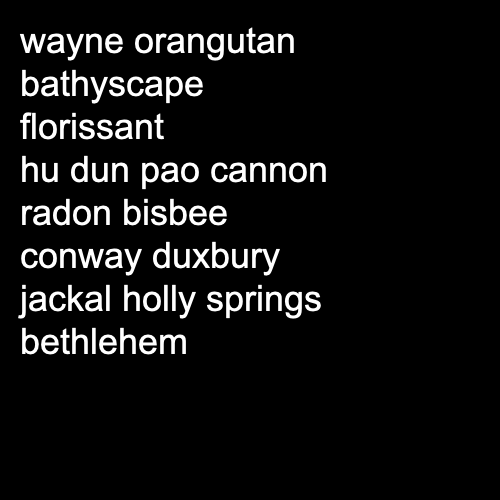 wayne orangutan
bathyscape
florissant
hu dun pao cannon
radon bisbee
conway duxbury
jackal holly springs
bethlehem